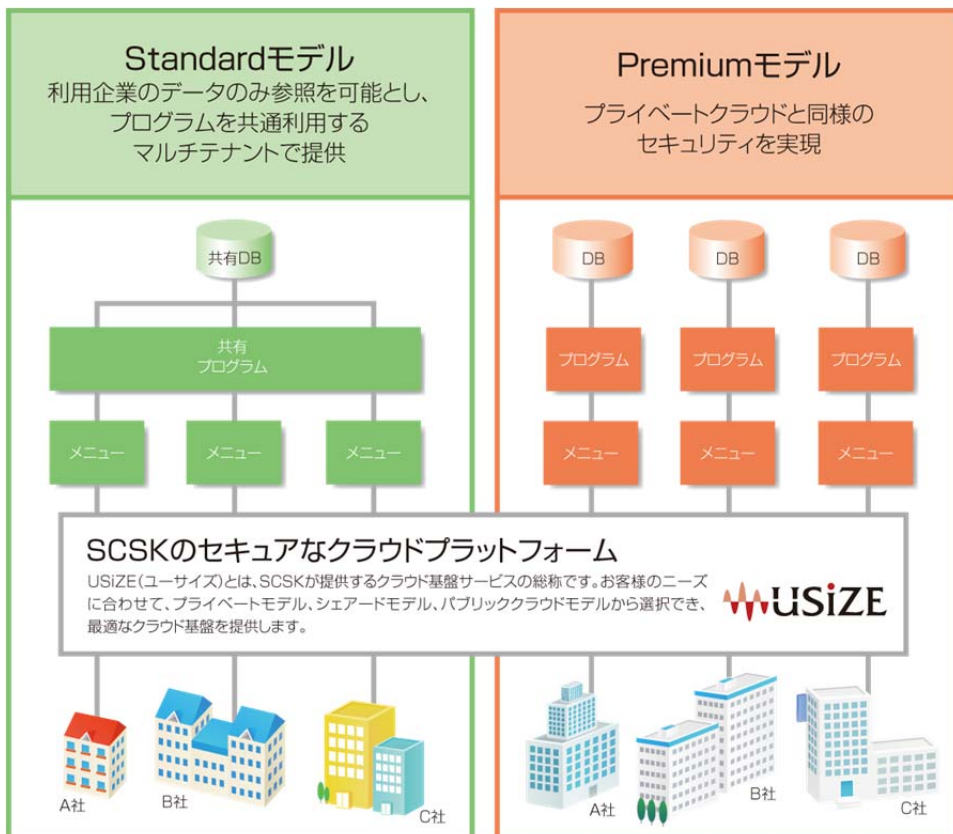 Standardモデル
利用企業のデータのみ参照を可能とし、
プログラムを共通利用する
マルチテナントで提供
共有DB
共有
プログラム
メニュー
メニュー
メニュー
Premiumモデル
プライベートクラウドと同様の
セキュリティを実現
DB
DB
DB
プログラム
プログラム
プログラム
メニュー
メニュー
メニュー
SCSKのセキュアなクラウドプラットフォーム
USiZE(ユーサイズ)とは、SCSKが提供するクラウド基盤サービスの総称です。お客様のニーズ
に合わせて、プライベートモデル、シェアードモデル、パブリッククラウドモデルから選択でき、
最適なクラウド基盤を提供します。
USiZE
A社
B社
C社
A社
B社
C社